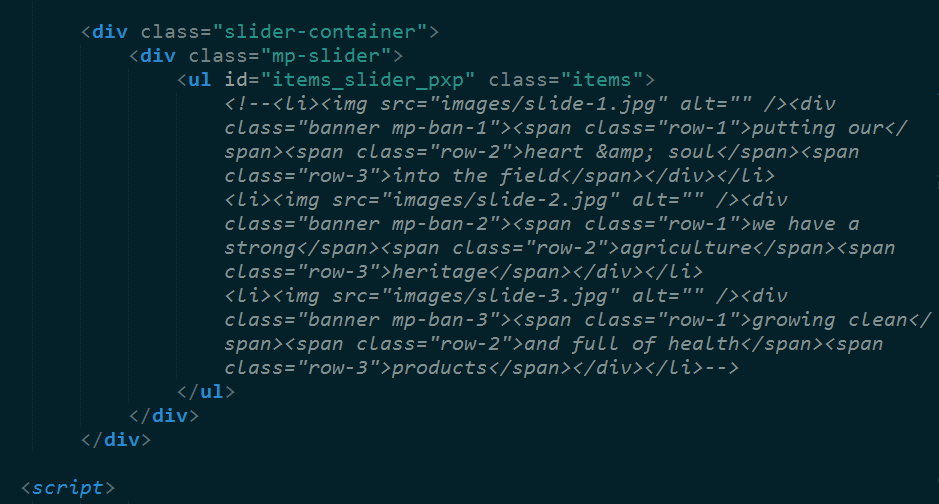 <div class="slider-container">
<div class="mp-slider">
<ul id="items_slider_pxp" class="items">
<!--<li><img src="images/slide-1.jpg" alt="" /><div
class="banner mp-ban-1"><span class="row-1">putting our</
span><span class="row-2">heart &amp; soul</span><span
class="row-3">into the field</span></div></li>
<li><img src="images/slide-2.jpg" alt="" /><div
class="banner mp-ban-2"><span class="row-1">we have a
strong</span><span class="row-2">agriculture</span><span
class="row-3">heritage</span></div></li>
<li><img src="images/slide-3.jpg" alt="" /><div
class="banner mp-ban-3"><span class="row-1">growing clean</
span><span class="row-2">and full of health</span><span
class="row-3">products</span></div></li>-->
</ul>
</div>
</div>
<script>